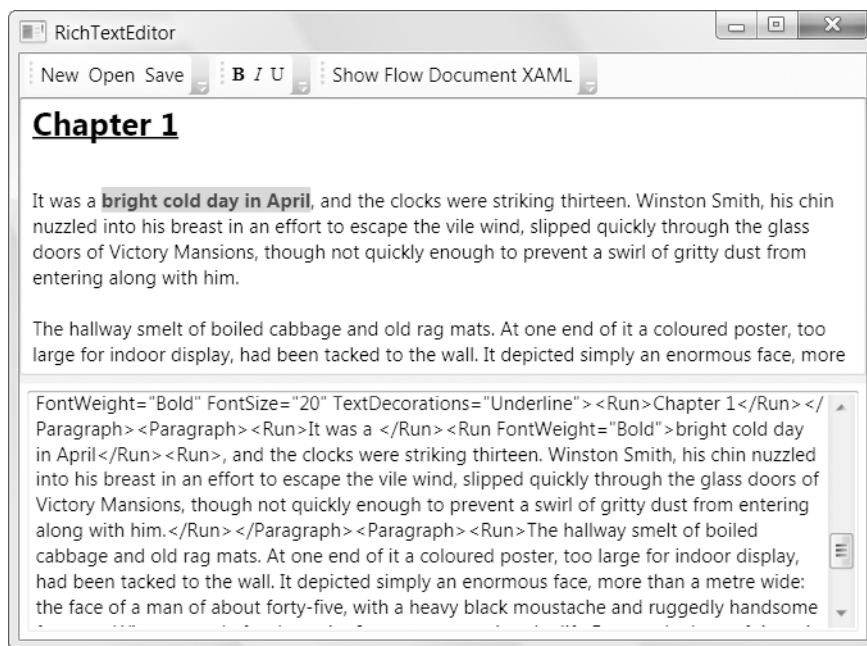 RichTextEditor
New Open Save B I U Show Flow Document XAML
Chapter 1
It was a bright cold day in April, and the clocks were striking thirteen. Winston Smith, his chin
nuzzled into his breast in an effort to escape the vile wind, slipped quickly through the glass
doors of Victory Mansions, though not quickly enough to prevent a swirl of gritty dust from
entering along with him.
The hallway smelt of boiled cabbage and old rag mats. At one end of it a coloured poster, too
large for indoor display, had been tacked to the wall. It depicted simply an enormous face, more
FontWeight="Bold" FontSize="20" TextDecorations="Underline"><Run>Chapter 1</Run></
Paragraph><Paragraph><Run>It was a </Run><Run FontWeight="Bold">bright cold day
in April</Run><Run>, and the clocks were striking thirteen. Winston Smith, his chin nuzzled
into his breast in an effort to escape the vile wind, slipped quickly through the glass doors of
Victory Mansions, though not quickly enough to prevent a swirl of gritty dust from entering
along with him.</Run></Paragraph><Paragraph><Run>The hallway smelt of boiled
cabbage and old rag mats. At one end of it a coloured poster, too large for indoor display,
had been tacked to the wall. It depicted simply an enormous face, more than a metre wide:
the face of a man of about forty-five, with a heavy black moustache and ruggedly handsome